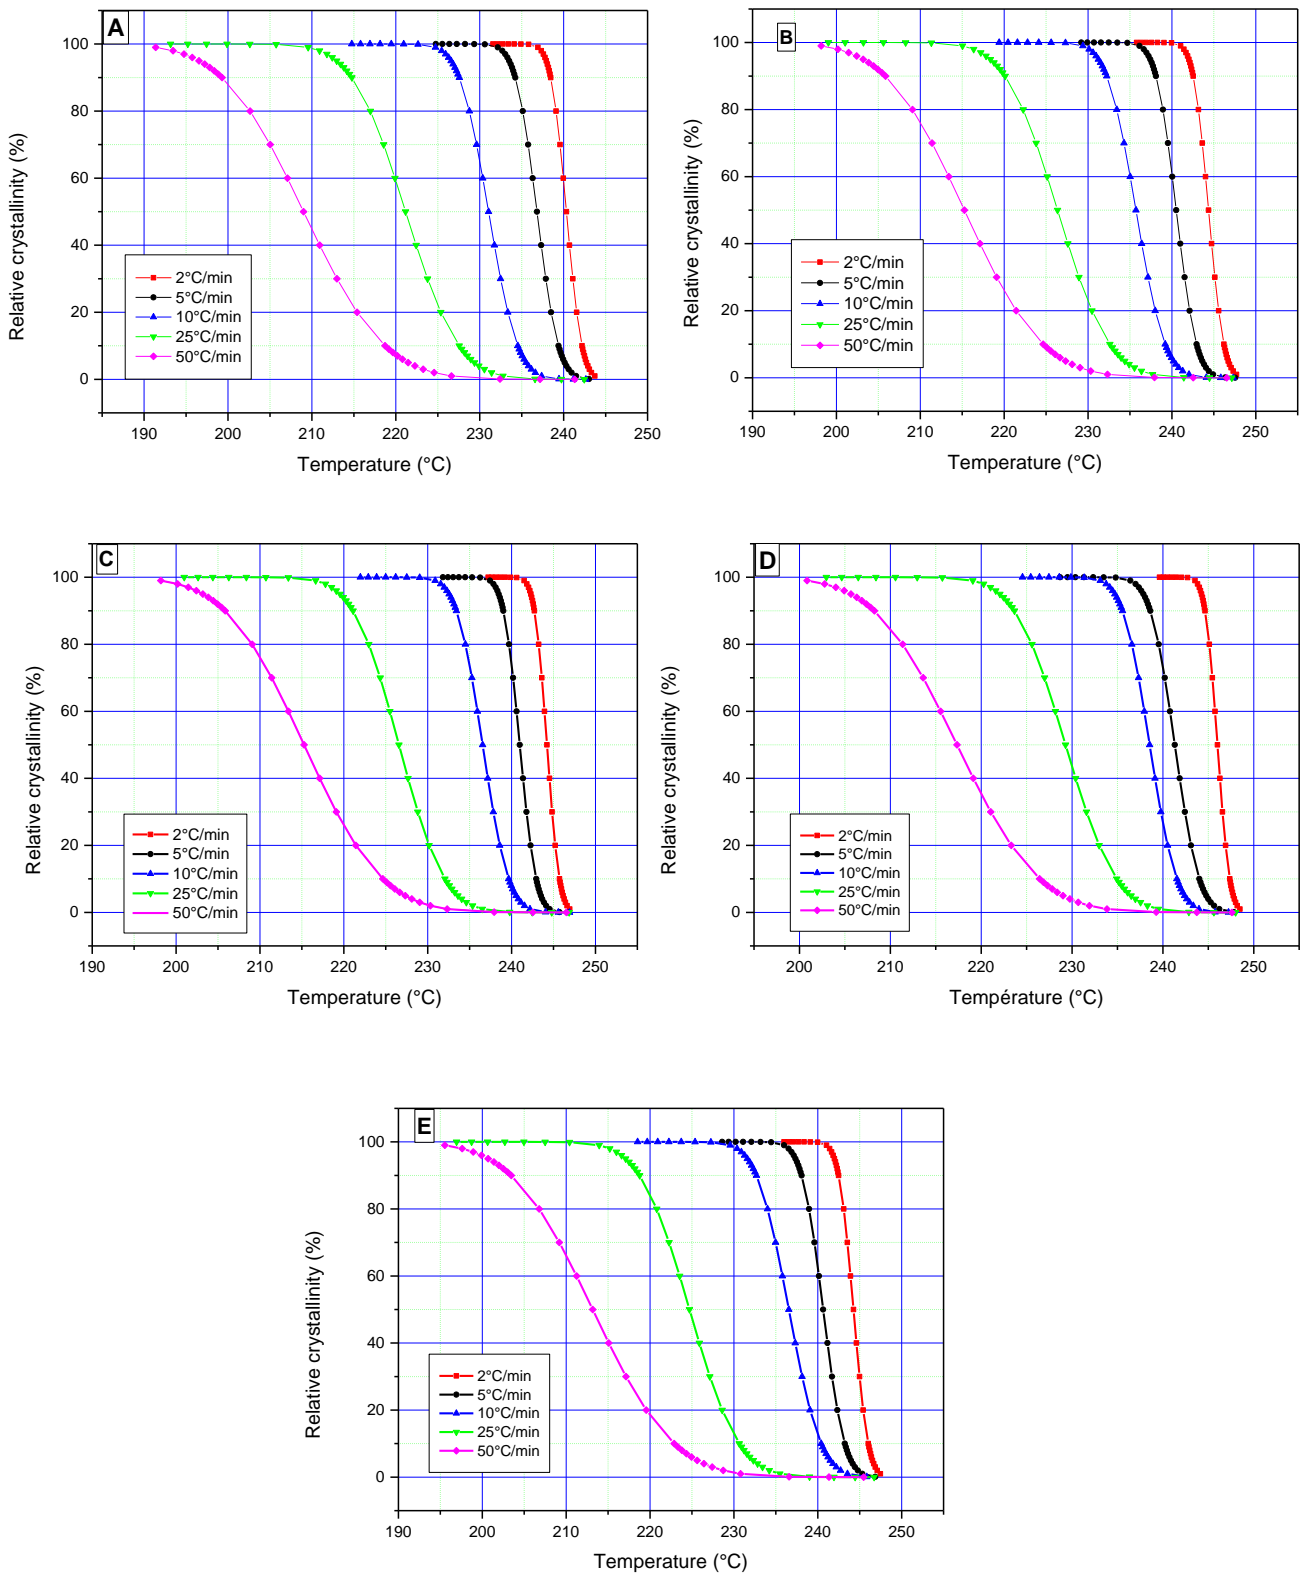 A
Relative crystallinity (%)
100
80
60
40
20
0
2°C/min
5°C/min
10°C/min
25°C/min
50°C/min
190 200 210 220 230 240 250
Temperature (°C)
B
Relative crystallinity (%)
100
80
60
40
20
0
2°C/min
5°C/min
10°C/min
25°C/min
50°C/min
190 200 210 220 230 240 250
Temperature (°C)
C
Relative crystallinity (%)
100
80
60
40
20
0
2°C/min
5°C/min
10°C/min
25°C/min
50°C/min
190 200 210 220 230 240 250
Temperature (°C)
D
Relative crystallinity (%)
100
80
60
40
20
0
2°C/min
5°C/min
10°C/min
25°C/min
50°C/min
200 210 220 230 240 250
Température (°C)
E
Relative crystallinity (%)
100
80
60
40
20
0
2°C/min
5°C/min
10°C/min
25°C/min
50°C/min
190 200 210 220 230 240 250
Temperature (°C)